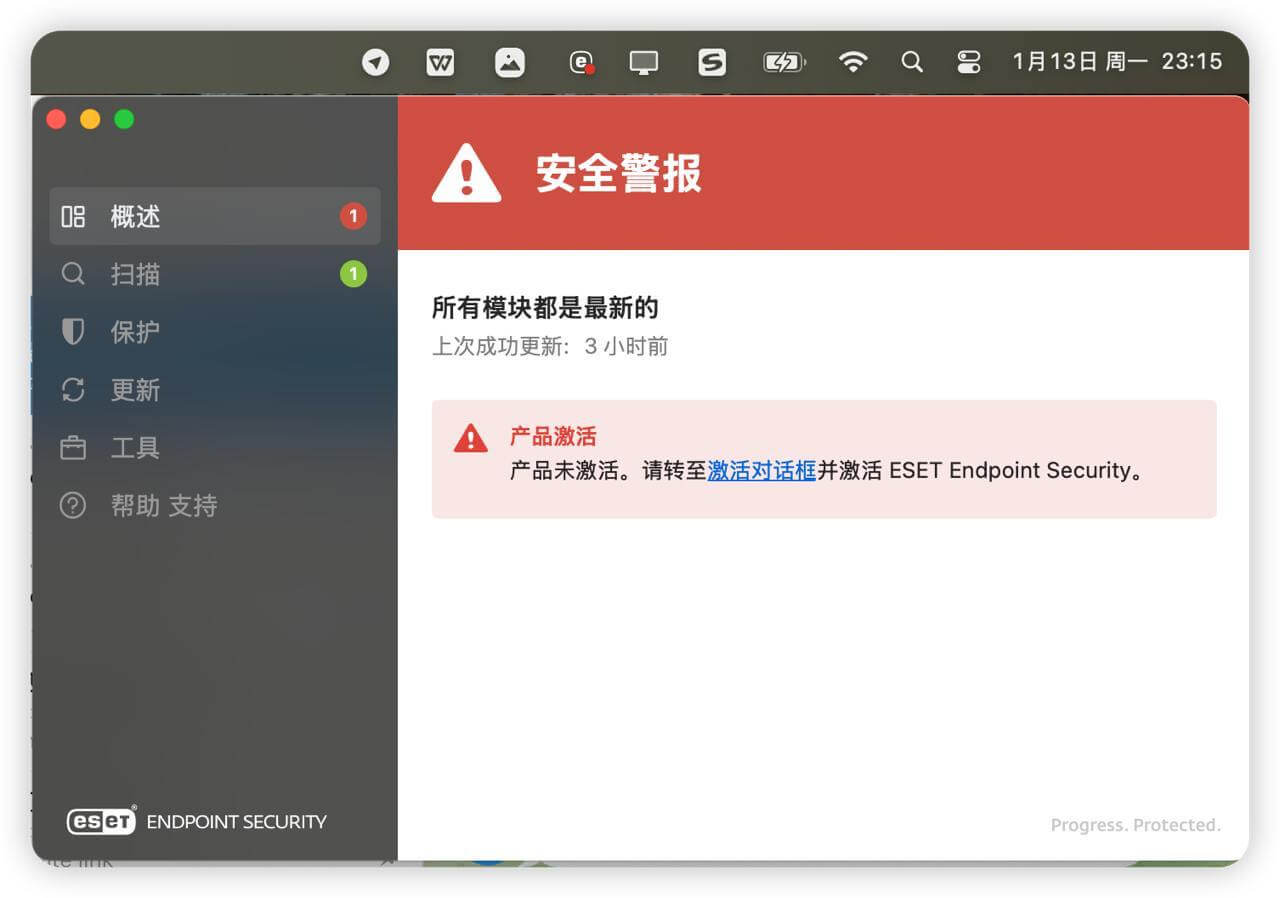 1月13日 周一 23:15
安全警报
概述 1
扫描 1
保护
更新
工具
帮助 支持
所有模块都是最新的
上次成功更新: 3 小时前
产品激活
产品未激活。请转至激活对话框并激活 ESET Endpoint Security。
eset® ENDPOINT SECURITY
Progress. Protected.